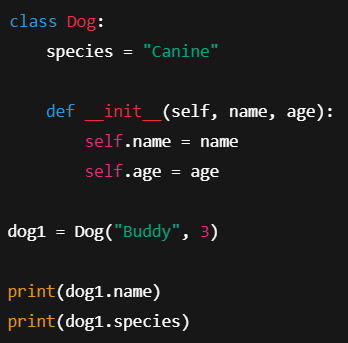 class Dog:
    species = "Canine"

    def __init__(self, name, age):
        self.name = name
        self.age = age

dog1 = Dog("Buddy", 3)

print(dog1.name)
print(dog1.species)